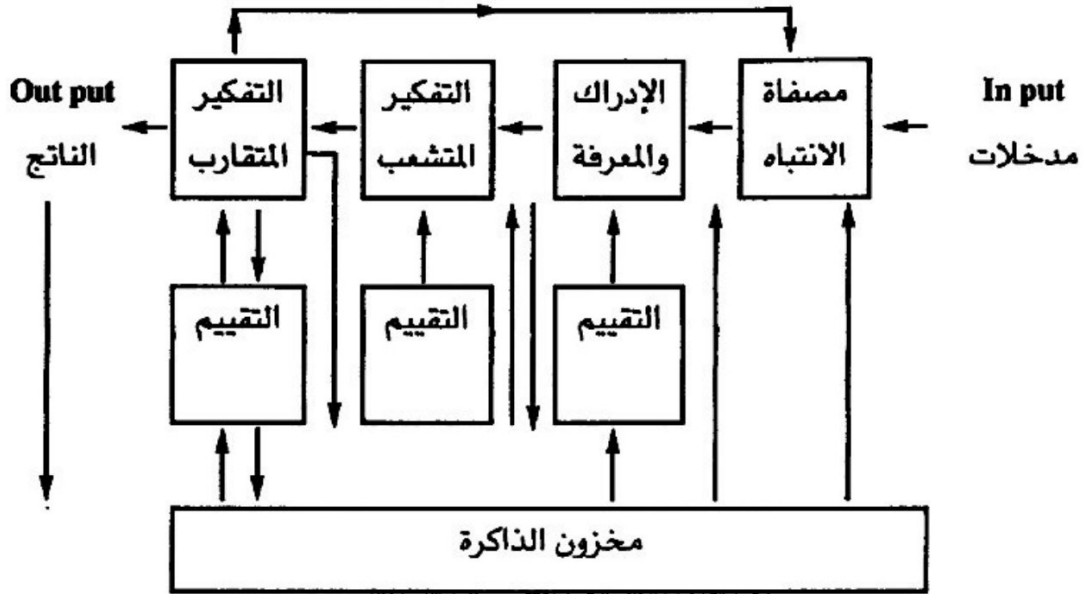 In put
مدخلات
مصفاة
الانتباه
الإدراك
والمعرفة
التفكير
المتشعب
التفكير
المتقارب
Out put
الناتج
التقييم
التقييم
التقييم
مخزون الذاكرة